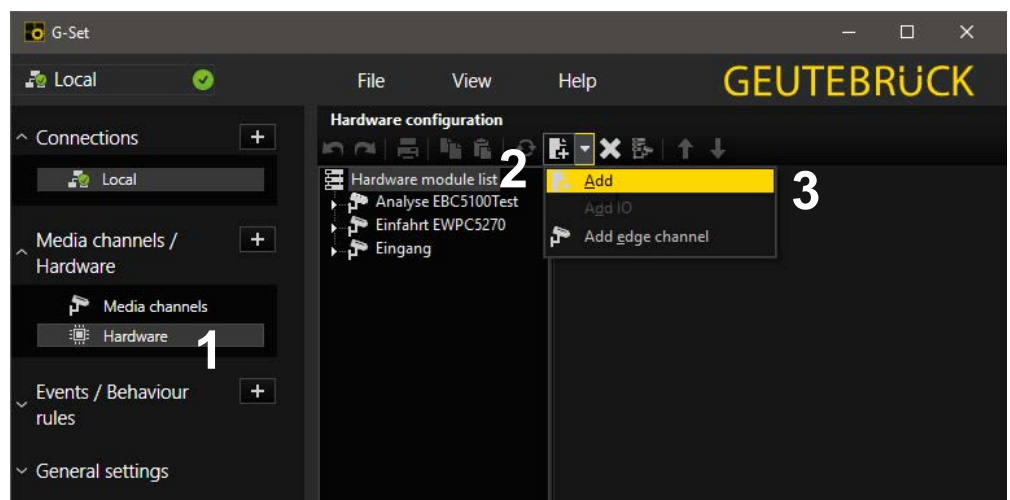 G-Set
Local
File View Help
GEUTEBRÜCK
Connections
Local
Media channels /
Hardware
Media channels
Hardware
1
Events / Behaviour
rules
General settings
Hardware configuration
2
Hardware module list
Analyse EBC5100Test
Einfahrt EWPC5270
Eingang
Add
Add IO
Add edge channel
3